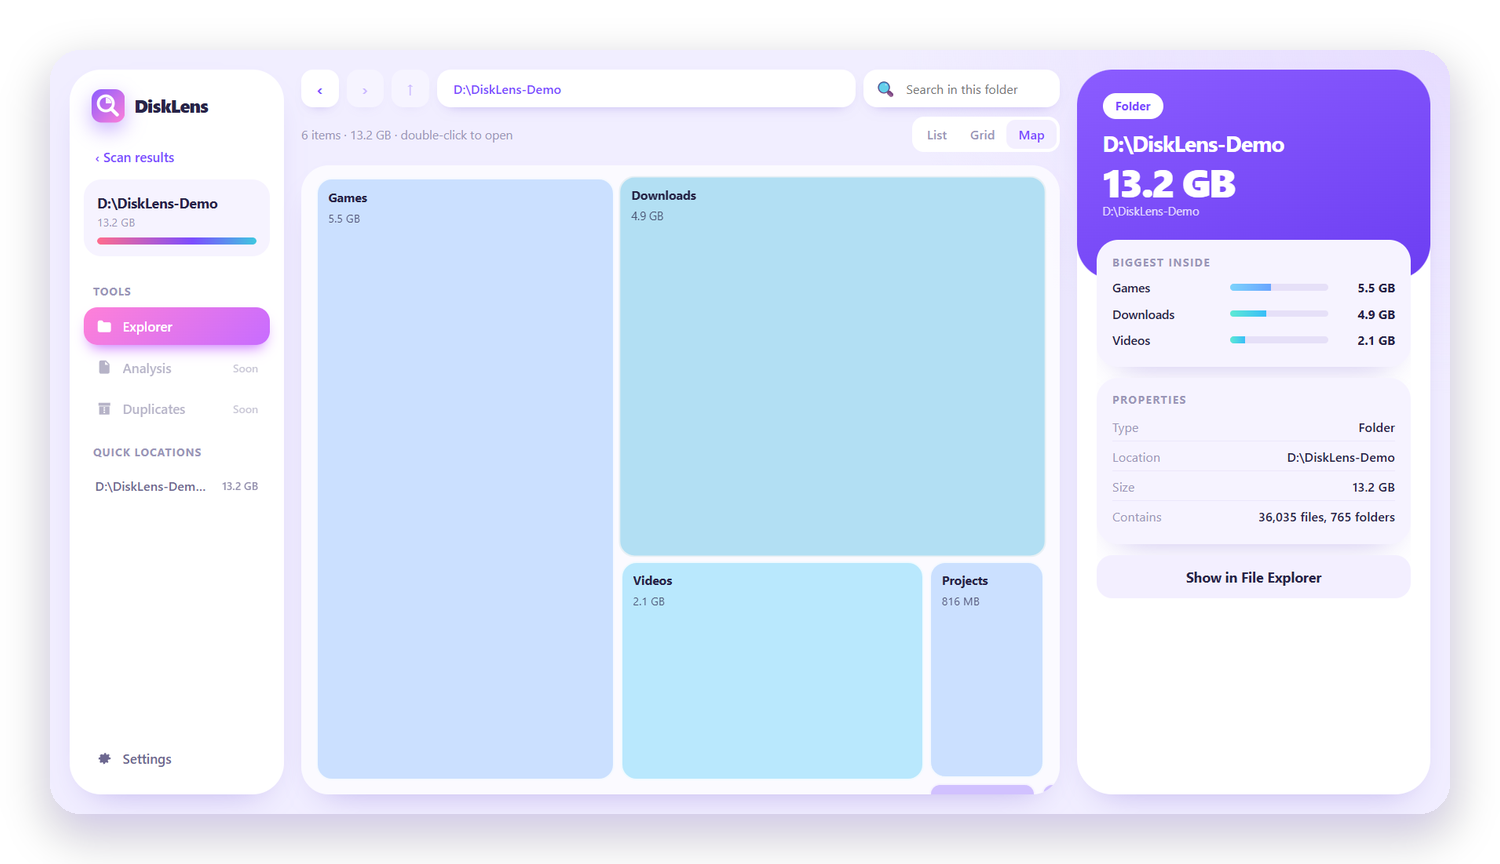 DiskLens
‹ Scan results
D:\DiskLens-Demo
13.2 GB
TOOLS
Explorer
Analysis Soon
Duplicates Soon
QUICK LOCATIONS
D:\DiskLens-Dem... 13.2 GB
Settings
‹ › ↑ D:\DiskLens-Demo
Search in this folder
6 items · 13.2 GB · double-click to open
List Grid Map
Games
5.5 GB
Downloads
4.9 GB
Videos
2.1 GB
Projects
816 MB
Folder
D:\DiskLens-Demo
13.2 GB
D:\DiskLens-Demo
BIGGEST INSIDE
Games 5.5 GB
Downloads 4.9 GB
Videos 2.1 GB
PROPERTIES
Type Folder
Location D:\DiskLens-Demo
Size 13.2 GB
Contains 36,035 files, 765 folders
Show in File Explorer